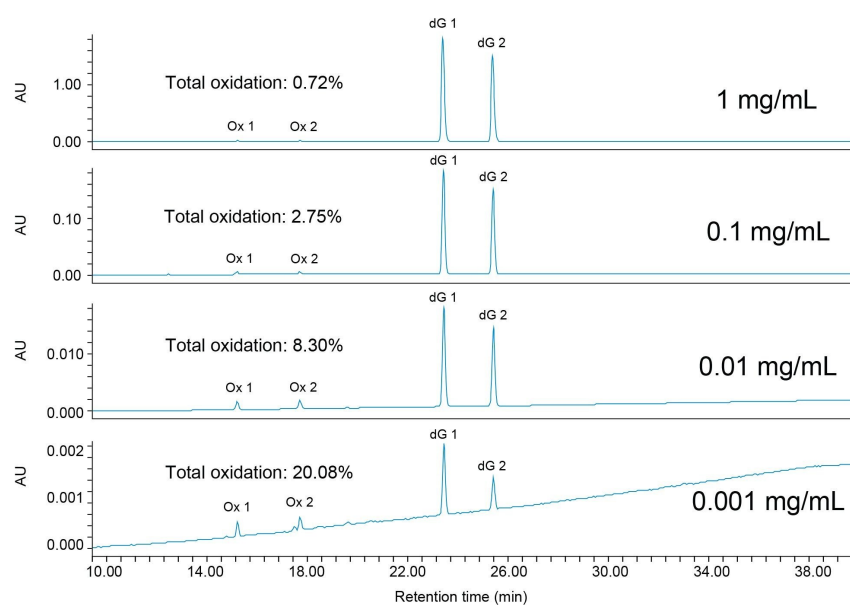 dG 1
dG 2
Total oxidation: 0.72%
1 mg/mL
AU
1.00
0.00
Ox 1
Ox 2
dG 1
dG 2
Total oxidation: 2.75%
0.1 mg/mL
AU
0.10
0.00
Ox 1
Ox 2
dG 1
dG 2
Total oxidation: 8.30%
0.01 mg/mL
AU
0.010
0.000
Ox 1
Ox 2
dG 1
dG 2
Total oxidation: 20.08%
0.001 mg/mL
AU
0.002
0.001
0.000
Ox 1
Ox 2
10.00 14.00 18.00 22.00 26.00 30.00 34.00 38.00
Retention time (min)